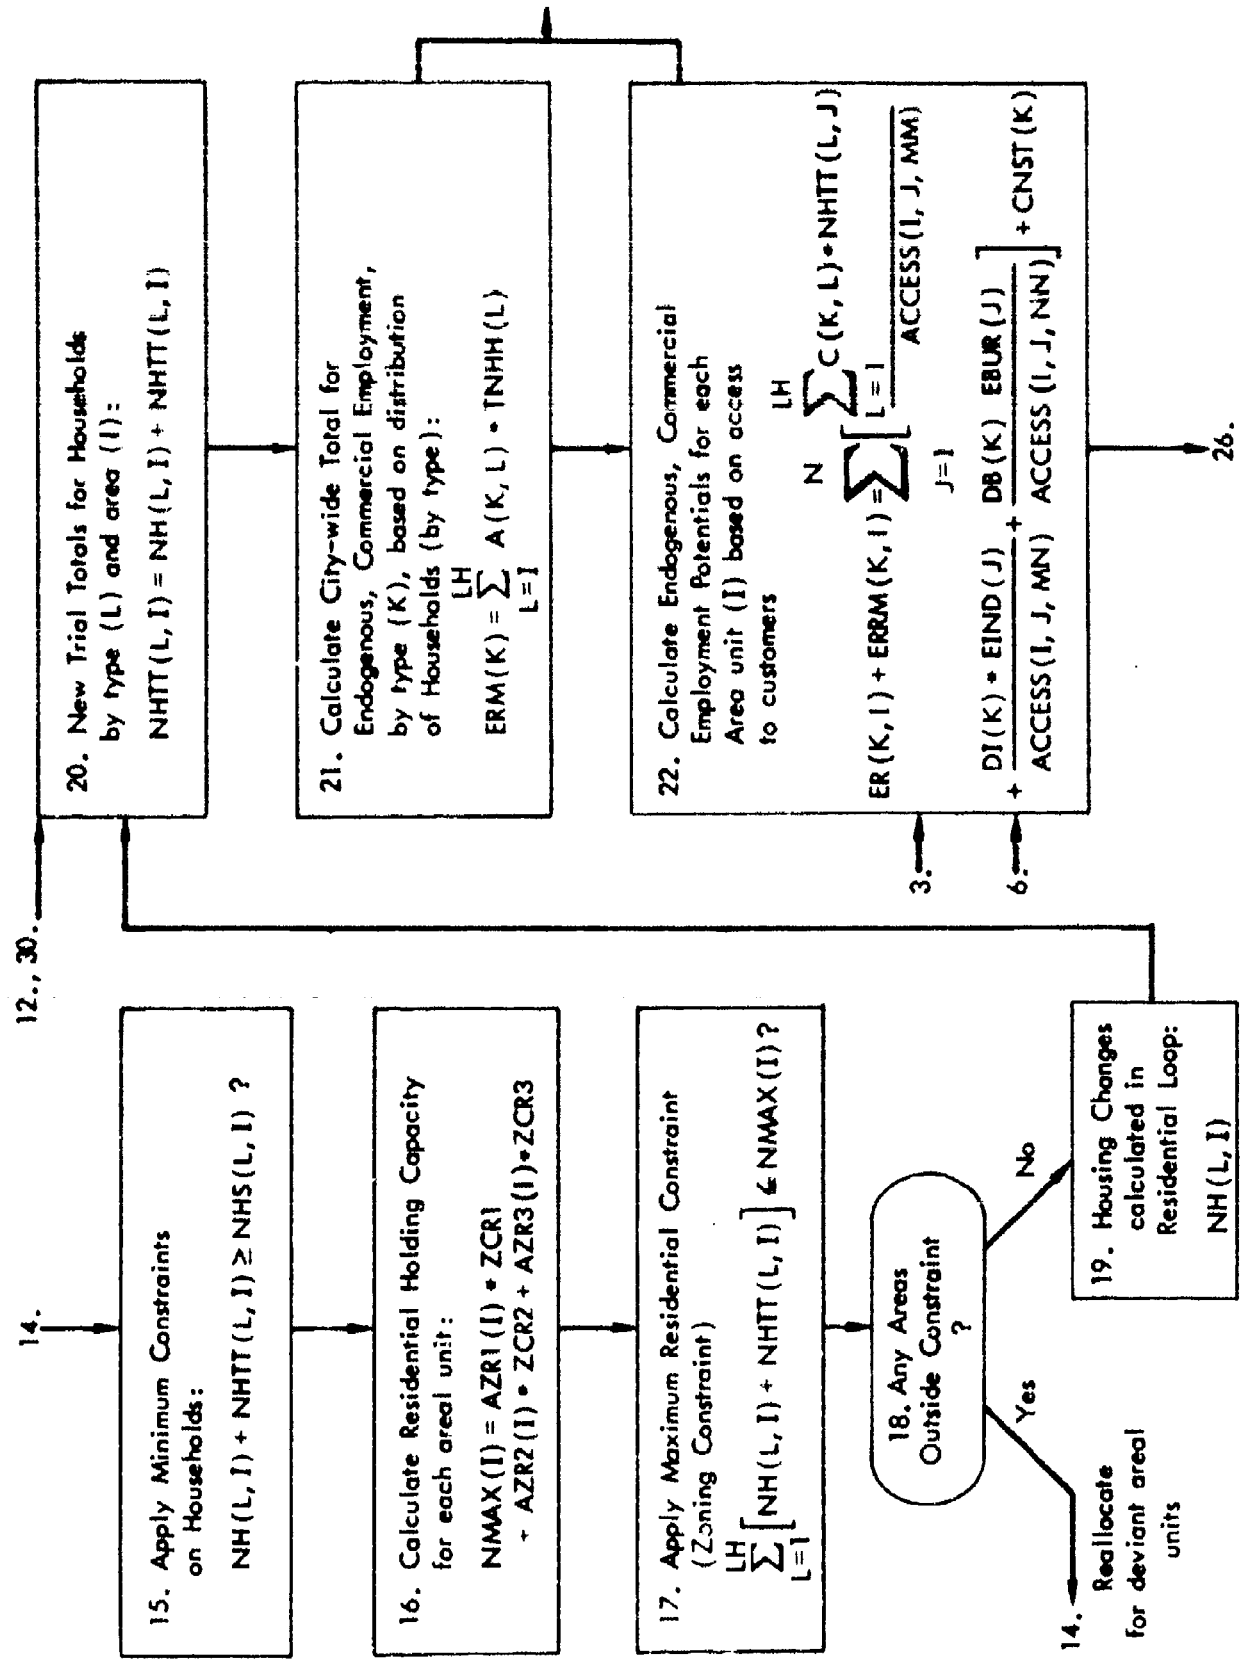 14.
15. Apply Minimum Constraints
on Households:
NH(L, I) + NHTT(L, I) ≥ NHS(L, I) ?
16. Calculate Residential Holding Capacity
for each areal unit:
NMAX(I) = AZR1(I) * ZCR1
+ AZR2(I) * ZCR2 + AZR3(I)*ZCR3
17. Apply Maximum Residential Constraint
(Zoning Constraint)
LH
∑ [NH(L, I) + NHTT(L, I)] ≤ NMAX(I)?
L=1
18. Any Areas
Outside Constraint
?
Yes
No
14.
Reallocate
for deviant areal
units
19. Housing Changes
calculated in
Residential Loop:
NH(L, I)
12., 30.
20. New Trial Totals for Households
by type (L) and area (I):
NHTT(L, I) = NH(L, I) + NHTT(L, I)
21. Calculate City-wide Total for
Endogenous, Commercial Employment,
by type (K), based on distribution
of Households (by type):
LH
ERM(K) = ∑ A(K, L) * TNHH(L)
L=1
22. Calculate Endogenous, Commercial
Employment Potentials for each
Area unit (I) based on access
to customers
N LH
ER(K, I) + ERRM(K, I) = ∑ [ ∑ C(K, L)*NHTT(L, J)
J=1 L=1 ACCESS(I, J, MM)
+ DI(K) * EIND(J) + DB(K) EBUR(J) ] + CNST(K)
ACCESS(I, J, MN) ACCESS (I, J, NN)
3.
6.
26.